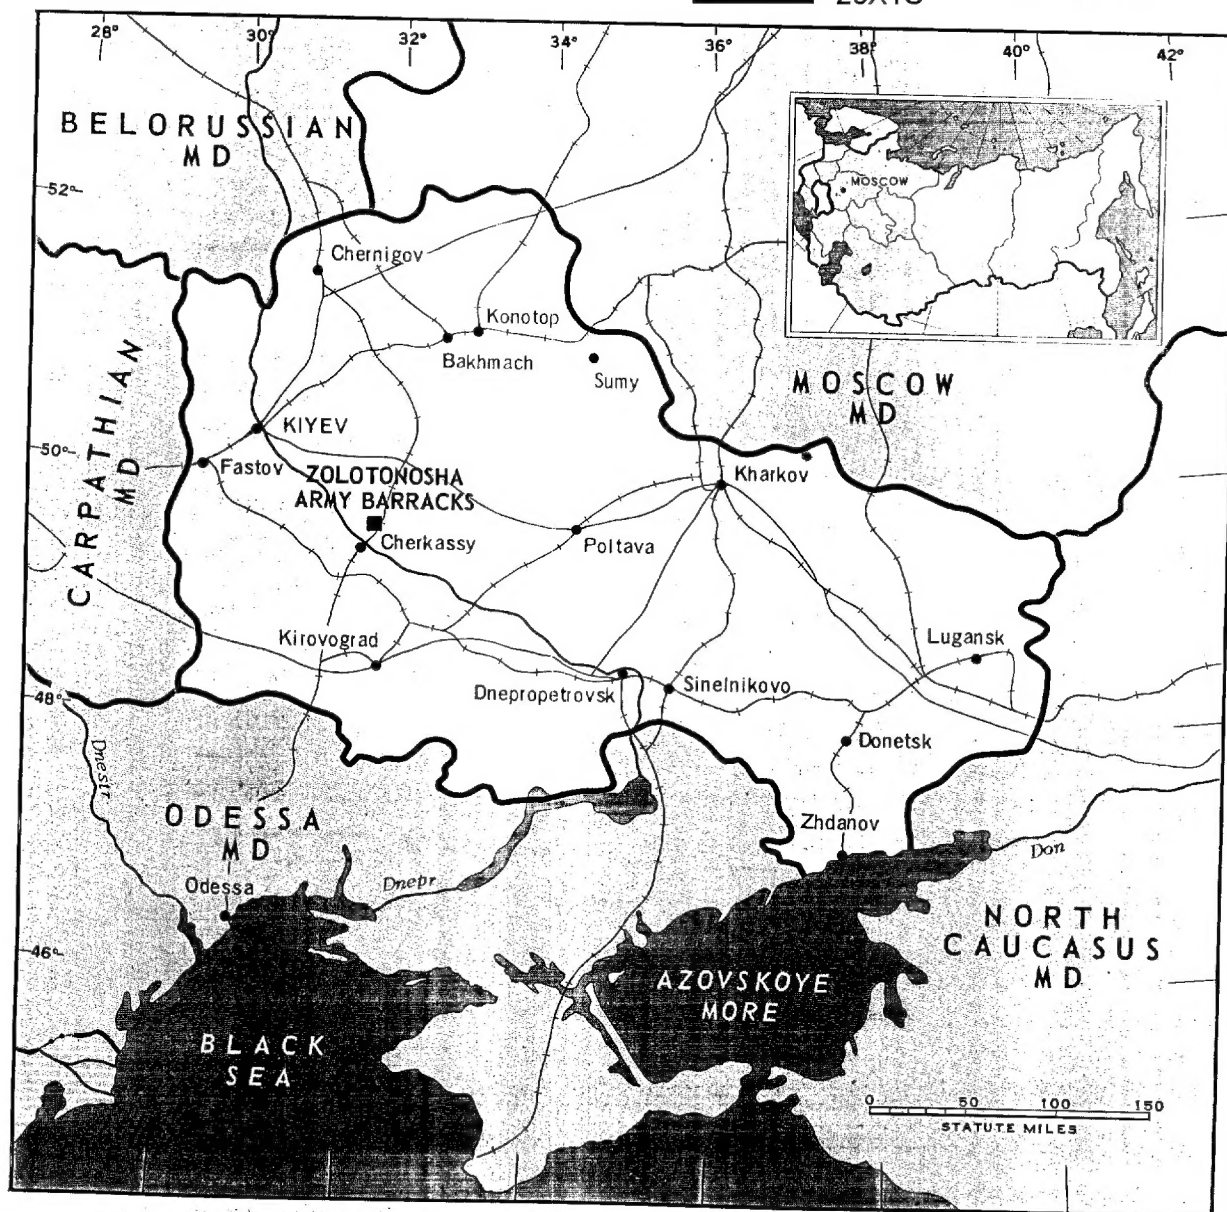 25X1C
28° 30° 32° 34° 36° 38° 40° 42°
BELORUSSIAN
MD
MOSCOW
52°
Chernigov
Konotop
Bakhmach
Sumy
MOSCOW
MD
CARPATHIAN
MD
KIYEV
50°
Fastov
ZOLOTONOSHA
ARMY BARRACKS
Kharkov
Cherkassy
Poltava
Kirovograd
Lugansk
Dnepropetrovsk
Sinelnikovo
48°
Donetsk
Dnestr
ODESSA
MD
Zhdanov
Don
Odessa
Dnepr
NORTH
CAUCASUS
MD
46°
AZOVSKOYE
MORE
BLACK
SEA
0 50 100 150
STATUTE MILES